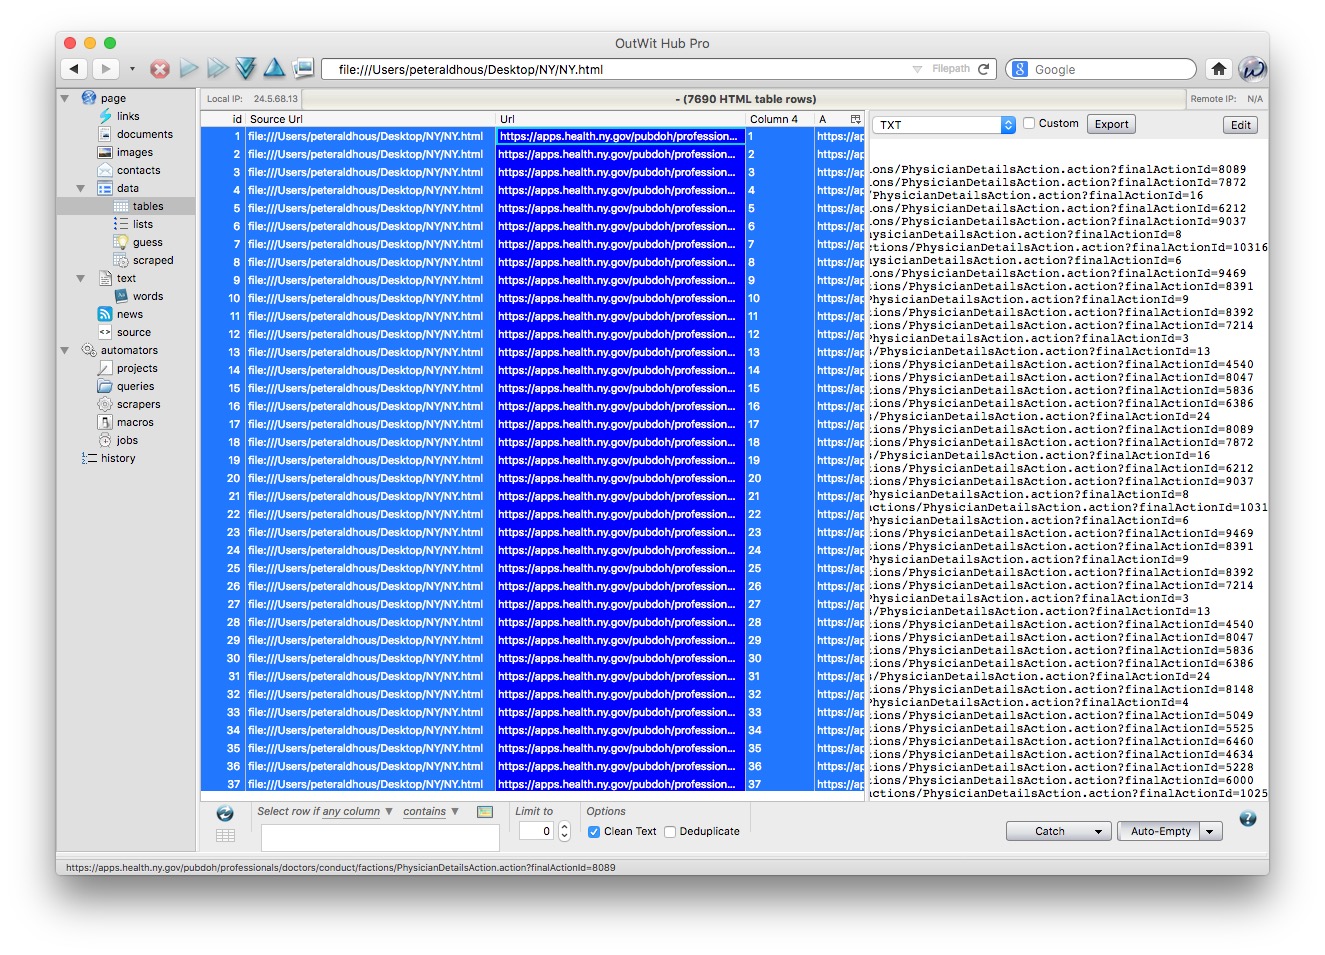 OutWit Hub Pro
file:///Users/peteraldhous/Desktop/NY/NY.html
Filepath
Google
page
links
documents
images
contacts
data
tables
lists
guess
scraped
text
words
news
source
automators
projects
queries
scrapers
macros
jobs
history
Local IP: 24.5.68.13
- (7690 HTML table rows)
Remote IP: N/A
id Source Url Url Column 4 A
1 file:///Users/peteraldhous/Desktop/NY/NY.html https://apps.health.ny.gov/pubdoh/profession... 1 https://ap
2 file:///Users/peteraldhous/Desktop/NY/NY.html https://apps.health.ny.gov/pubdoh/profession... 2 https://ap
3 file:///Users/peteraldhous/Desktop/NY/NY.html https://apps.health.ny.gov/pubdoh/profession... 3 https://ap
4 file:///Users/peteraldhous/Desktop/NY/NY.html https://apps.health.ny.gov/pubdoh/profession... 4 https://ap
5 file:///Users/peteraldhous/Desktop/NY/NY.html https://apps.health.ny.gov/pubdoh/profession... 5 https://ap
6 file:///Users/peteraldhous/Desktop/NY/NY.html https://apps.health.ny.gov/pubdoh/profession... 6 https://ap
7 file:///Users/peteraldhous/Desktop/NY/NY.html https://apps.health.ny.gov/pubdoh/profession... 7 https://ap
8 file:///Users/peteraldhous/Desktop/NY/NY.html https://apps.health.ny.gov/pubdoh/profession... 8 https://ap
9 file:///Users/peteraldhous/Desktop/NY/NY.html https://apps.health.ny.gov/pubdoh/profession... 9 https://ap
10 file:///Users/peteraldhous/Desktop/NY/NY.html https://apps.health.ny.gov/pubdoh/profession... 10 https://ap
11 file:///Users/peteraldhous/Desktop/NY/NY.html https://apps.health.ny.gov/pubdoh/profession... 11 https://ap
12 file:///Users/peteraldhous/Desktop/NY/NY.html https://apps.health.ny.gov/pubdoh/profession... 12 https://ap
13 file:///Users/peteraldhous/Desktop/NY/NY.html https://apps.health.ny.gov/pubdoh/profession... 13 https://ap
14 file:///Users/peteraldhous/Desktop/NY/NY.html https://apps.health.ny.gov/pubdoh/profession... 14 https://ap
15 file:///Users/peteraldhous/Desktop/NY/NY.html https://apps.health.ny.gov/pubdoh/profession... 15 https://ap
16 file:///Users/peteraldhous/Desktop/NY/NY.html https://apps.health.ny.gov/pubdoh/profession... 16 https://ap
17 file:///Users/peteraldhous/Desktop/NY/NY.html https://apps.health.ny.gov/pubdoh/profession... 17 https://ap
18 file:///Users/peteraldhous/Desktop/NY/NY.html https://apps.health.ny.gov/pubdoh/profession... 18 https://ap
19 file:///Users/peteraldhous/Desktop/NY/NY.html https://apps.health.ny.gov/pubdoh/profession... 19 https://ap
20 file:///Users/peteraldhous/Desktop/NY/NY.html https://apps.health.ny.gov/pubdoh/profession... 20 https://ap
21 file:///Users/peteraldhous/Desktop/NY/NY.html https://apps.health.ny.gov/pubdoh/profession... 21 https://ap
22 file:///Users/peteraldhous/Desktop/NY/NY.html https://apps.health.ny.gov/pubdoh/profession... 22 https://ap
23 file:///Users/peteraldhous/Desktop/NY/NY.html https://apps.health.ny.gov/pubdoh/profession... 23 https://ap
24 file:///Users/peteraldhous/Desktop/NY/NY.html https://apps.health.ny.gov/pubdoh/profession... 24 https://ap
25 file:///Users/peteraldhous/Desktop/NY/NY.html https://apps.health.ny.gov/pubdoh/profession... 25 https://ap
26 file:///Users/peteraldhous/Desktop/NY/NY.html https://apps.health.ny.gov/pubdoh/profession... 26 https://ap
27 file:///Users/peteraldhous/Desktop/NY/NY.html https://apps.health.ny.gov/pubdoh/profession... 27 https://ap
28 file:///Users/peteraldhous/Desktop/NY/NY.html https://apps.health.ny.gov/pubdoh/profession... 28 https://ap
29 file:///Users/peteraldhous/Desktop/NY/NY.html https://apps.health.ny.gov/pubdoh/profession... 29 https://ap
30 file:///Users/peteraldhous/Desktop/NY/NY.html https://apps.health.ny.gov/pubdoh/profession... 30 https://ap
31 file:///Users/peteraldhous/Desktop/NY/NY.html https://apps.health.ny.gov/pubdoh/profession... 31 https://ap
32 file:///Users/peteraldhous/Desktop/NY/NY.html https://apps.health.ny.gov/pubdoh/profession... 32 https://ap
33 file:///Users/peteraldhous/Desktop/NY/NY.html https://apps.health.ny.gov/pubdoh/profession... 33 https://ap
34 file:///Users/peteraldhous/Desktop/NY/NY.html https://apps.health.ny.gov/pubdoh/profession... 34 https://ap
35 file:///Users/peteraldhous/Desktop/NY/NY.html https://apps.health.ny.gov/pubdoh/profession... 35 https://ap
36 file:///Users/peteraldhous/Desktop/NY/NY.html https://apps.health.ny.gov/pubdoh/profession... 36 https://ap
37 file:///Users/peteraldhous/Desktop/NY/NY.html https://apps.health.ny.gov/pubdoh/profession... 37 https://ap
TXT Custom Export Edit
ions/PhysicianDetailsAction.action?finalActionId=8089
ions/PhysicianDetailsAction.action?finalActionId=7872
/PhysicianDetailsAction.action?finalActionId=16
ions/PhysicianDetailsAction.action?finalActionId=6212
ions/PhysicianDetailsAction.action?finalActionId=9037
hysicianDetailsAction.action?finalActionId=8
ctions/PhysicianDetailsAction.action?finalActionId=10316
hysicianDetailsAction.action?finalActionId=6
ions/PhysicianDetailsAction.action?finalActionId=9469
ions/PhysicianDetailsAction.action?finalActionId=8391
PhysicianDetailsAction.action?finalActionId=9
ions/PhysicianDetailsAction.action?finalActionId=8392
ions/PhysicianDetailsAction.action?finalActionId=7214
PhysicianDetailsAction.action?finalActionId=3
s/PhysicianDetailsAction.action?finalActionId=13
ions/PhysicianDetailsAction.action?finalActionId=4540
ions/PhysicianDetailsAction.action?finalActionId=8047
ions/PhysicianDetailsAction.action?finalActionId=5836
ions/PhysicianDetailsAction.action?finalActionId=6386
s/PhysicianDetailsAction.action?finalActionId=24
ions/PhysicianDetailsAction.action?finalActionId=8089
ions/PhysicianDetailsAction.action?finalActionId=7872
s/PhysicianDetailsAction.action?finalActionId=16
ions/PhysicianDetailsAction.action?finalActionId=6212
ions/PhysicianDetailsAction.action?finalActionId=9037
PhysicianDetailsAction.action?finalActionId=8
actions/PhysicianDetailsAction.action?finalActionId=1031
PhysicianDetailsAction.action?finalActionId=6
ions/PhysicianDetailsAction.action?finalActionId=9469
ions/PhysicianDetailsAction.action?finalActionId=8391
PhysicianDetailsAction.action?finalActionId=9
ions/PhysicianDetailsAction.action?finalActionId=8392
ions/PhysicianDetailsAction.action?finalActionId=7214
PhysicianDetailsAction.action?finalActionId=3
s/PhysicianDetailsAction.action?finalActionId=13
ions/PhysicianDetailsAction.action?finalActionId=4540
ions/PhysicianDetailsAction.action?finalActionId=8047
ions/PhysicianDetailsAction.action?finalActionId=5836
ions/PhysicianDetailsAction.action?finalActionId=6386
s/PhysicianDetailsAction.action?finalActionId=24
ions/PhysicianDetailsAction.action?finalActionId=8148
PhysicianDetailsAction.action?finalActionId=4
ions/PhysicianDetailsAction.action?finalActionId=5049
ions/PhysicianDetailsAction.action?finalActionId=5525
ions/PhysicianDetailsAction.action?finalActionId=6460
ions/PhysicianDetailsAction.action?finalActionId=4634
ions/PhysicianDetailsAction.action?finalActionId=5228
ions/PhysicianDetailsAction.action?finalActionId=6000
actions/PhysicianDetailsAction.action?finalActionId=1025
Select row if any column contains
Limit to
0
Options
Clean Text Deduplicate
Catch Auto-Empty
https://apps.health.ny.gov/pubdoh/professionals/doctors/conduct/factions/PhysicianDetailsAction.action?finalActionId=8089